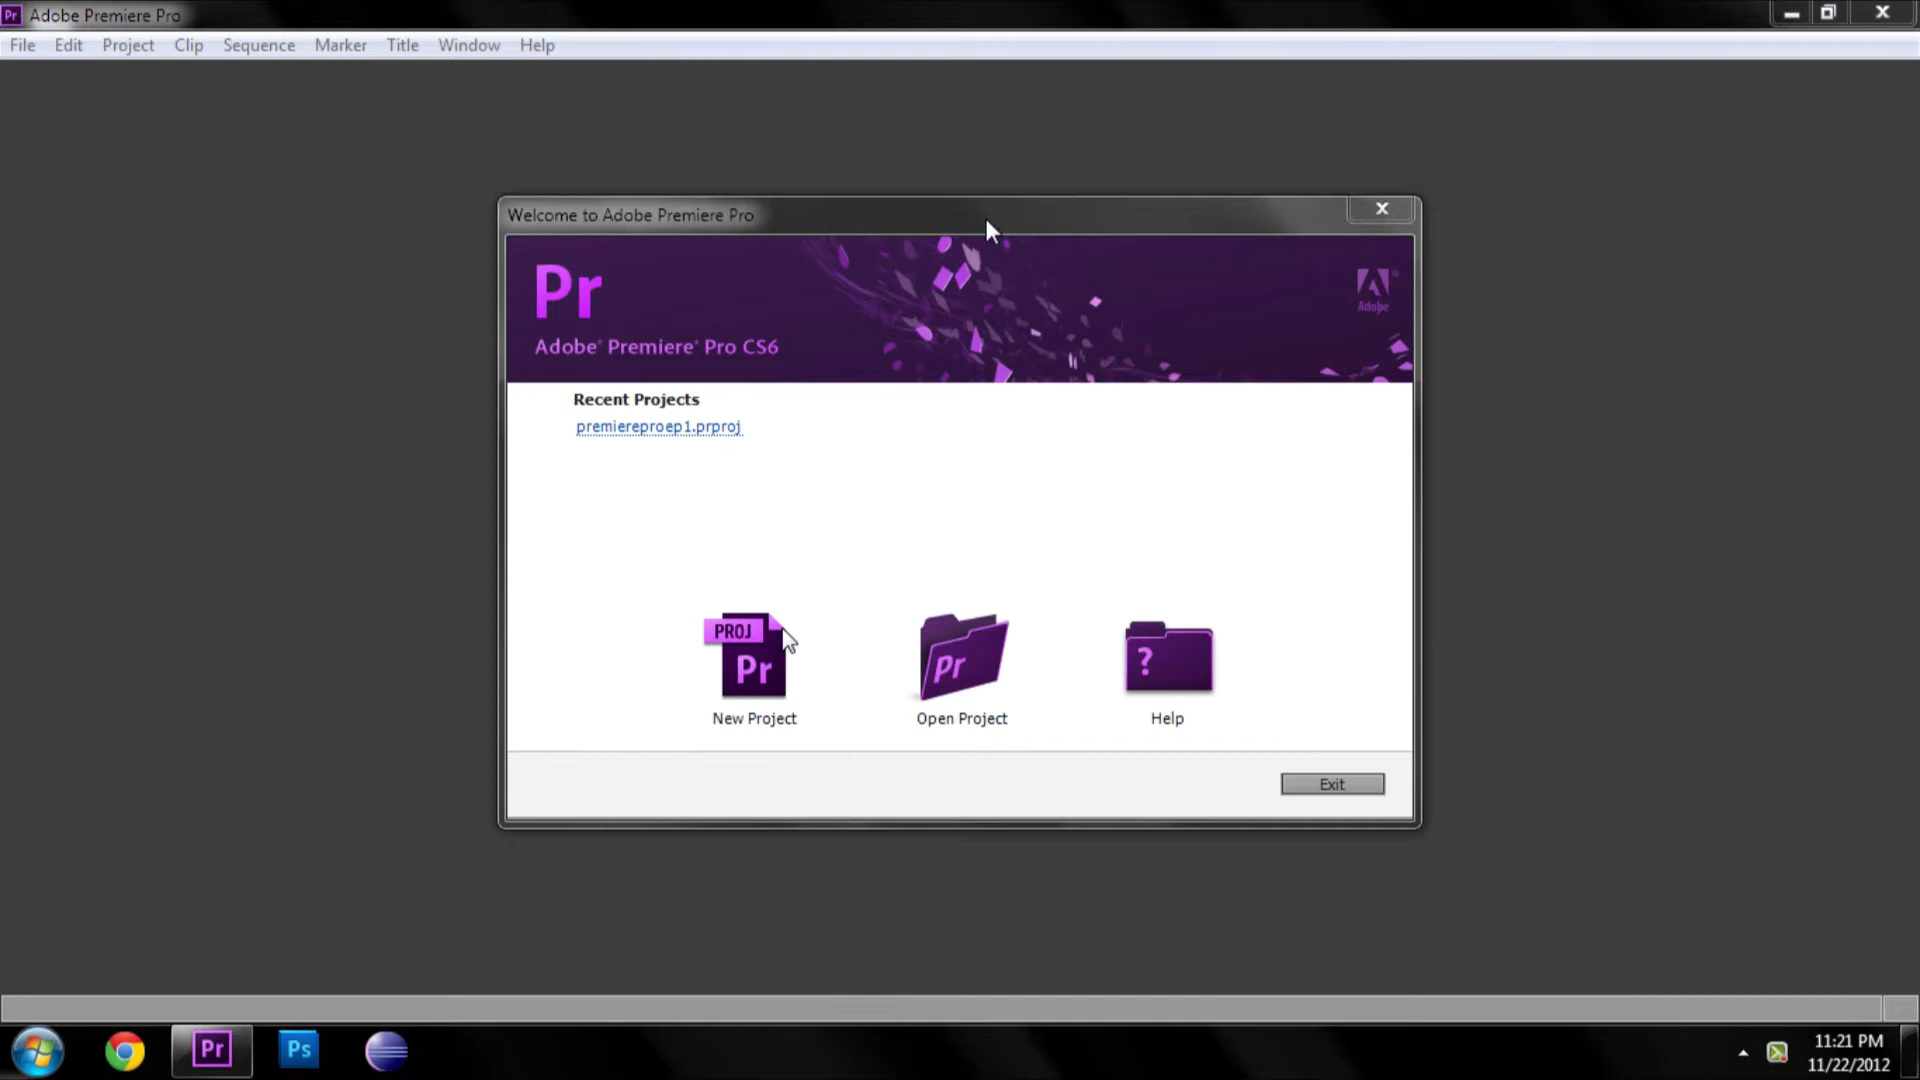 Pr Adobe Premiere Pro
File Edit Project Clip Sequence Marker Title Window Help
Welcome to Adobe Premiere Pro
Pr
Adobe® Premiere® Pro CS6
Adobe®
Recent Projects
premiereproep1.prproj
PROJ
Pr
New Project
Pr
Open Project
?
Help
Exit
Pr
Ps
11:21 PM
11/22/2012